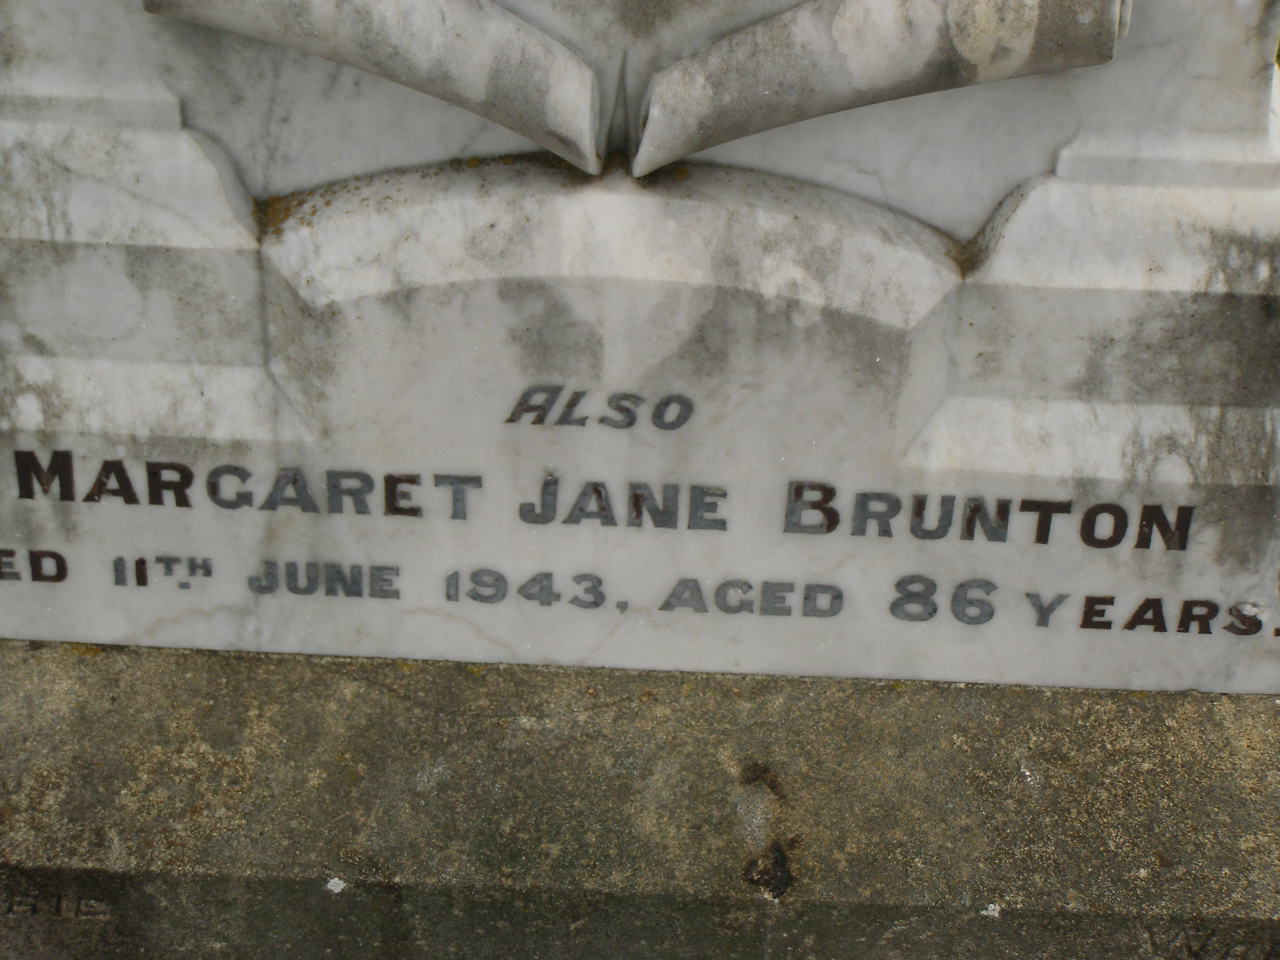 ALSO
MARGARET JANE BRUNTON
ED 11TH JUNE 1943, AGED 86 YEARS.